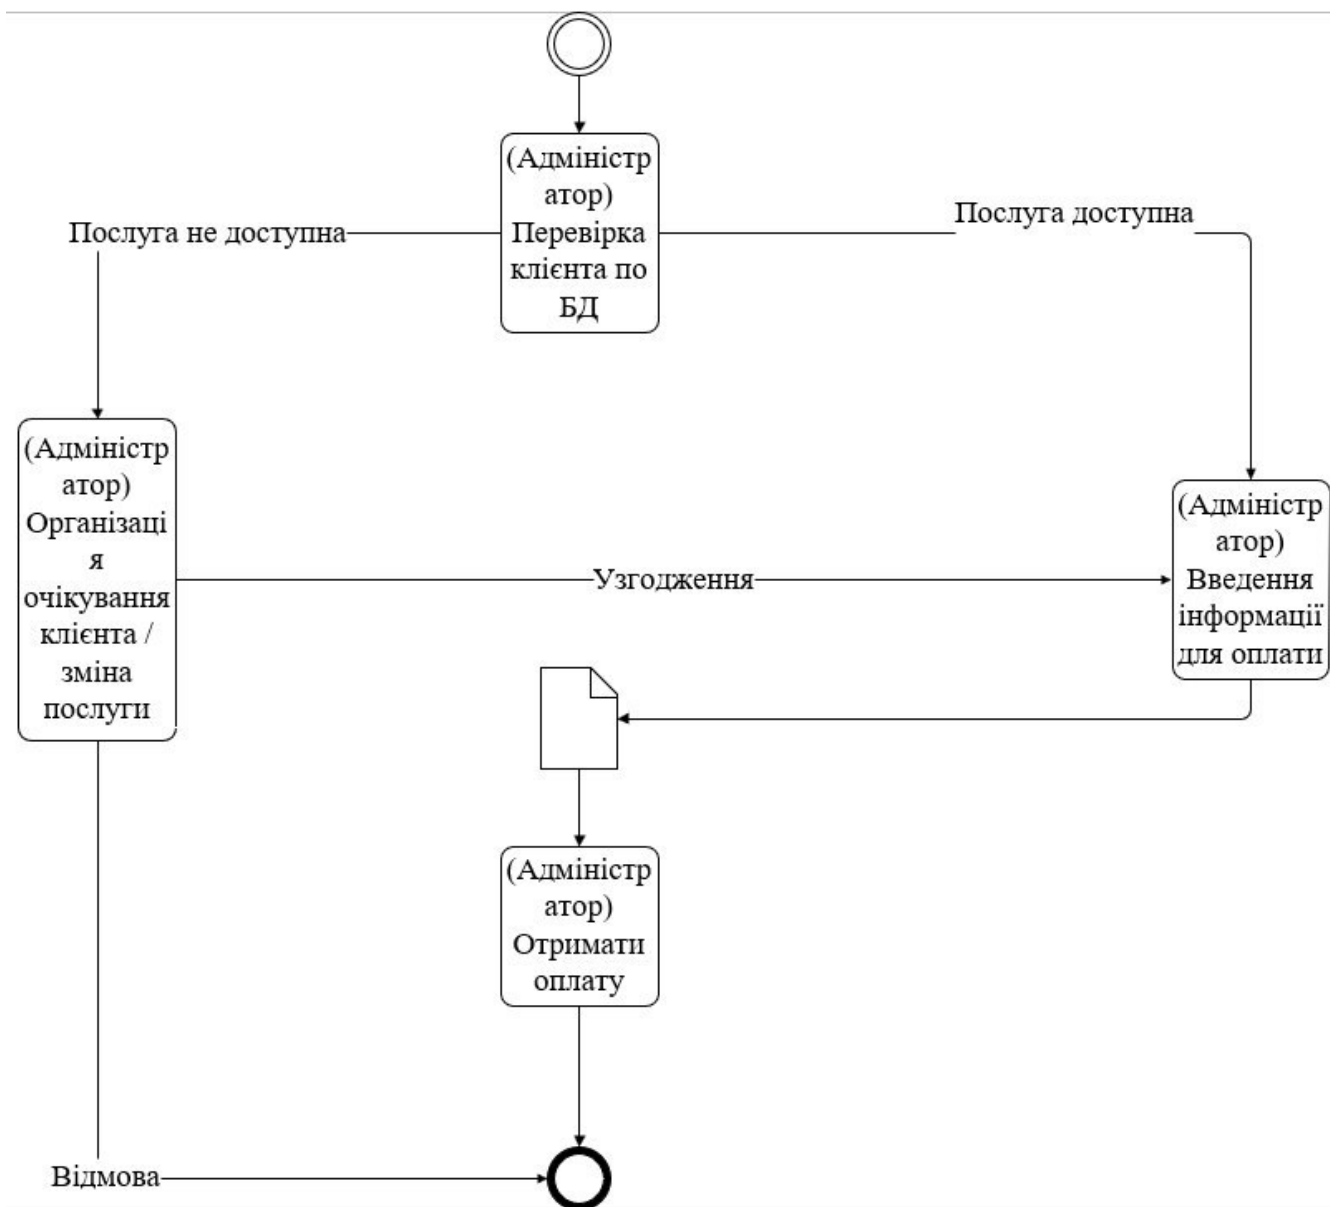 (Адміністр
атор)
Перевірка
клієнта по
БД
Послуга не доступна
Послуга доступна
(Адміністр
атор)
Організаці
я
очікування
клієнта /
зміна
послуги
Узгодження
(Адміністр
атор)
Введення
інформації
для оплати
(Адміністр
атор)
Отримати
оплату
Відмова